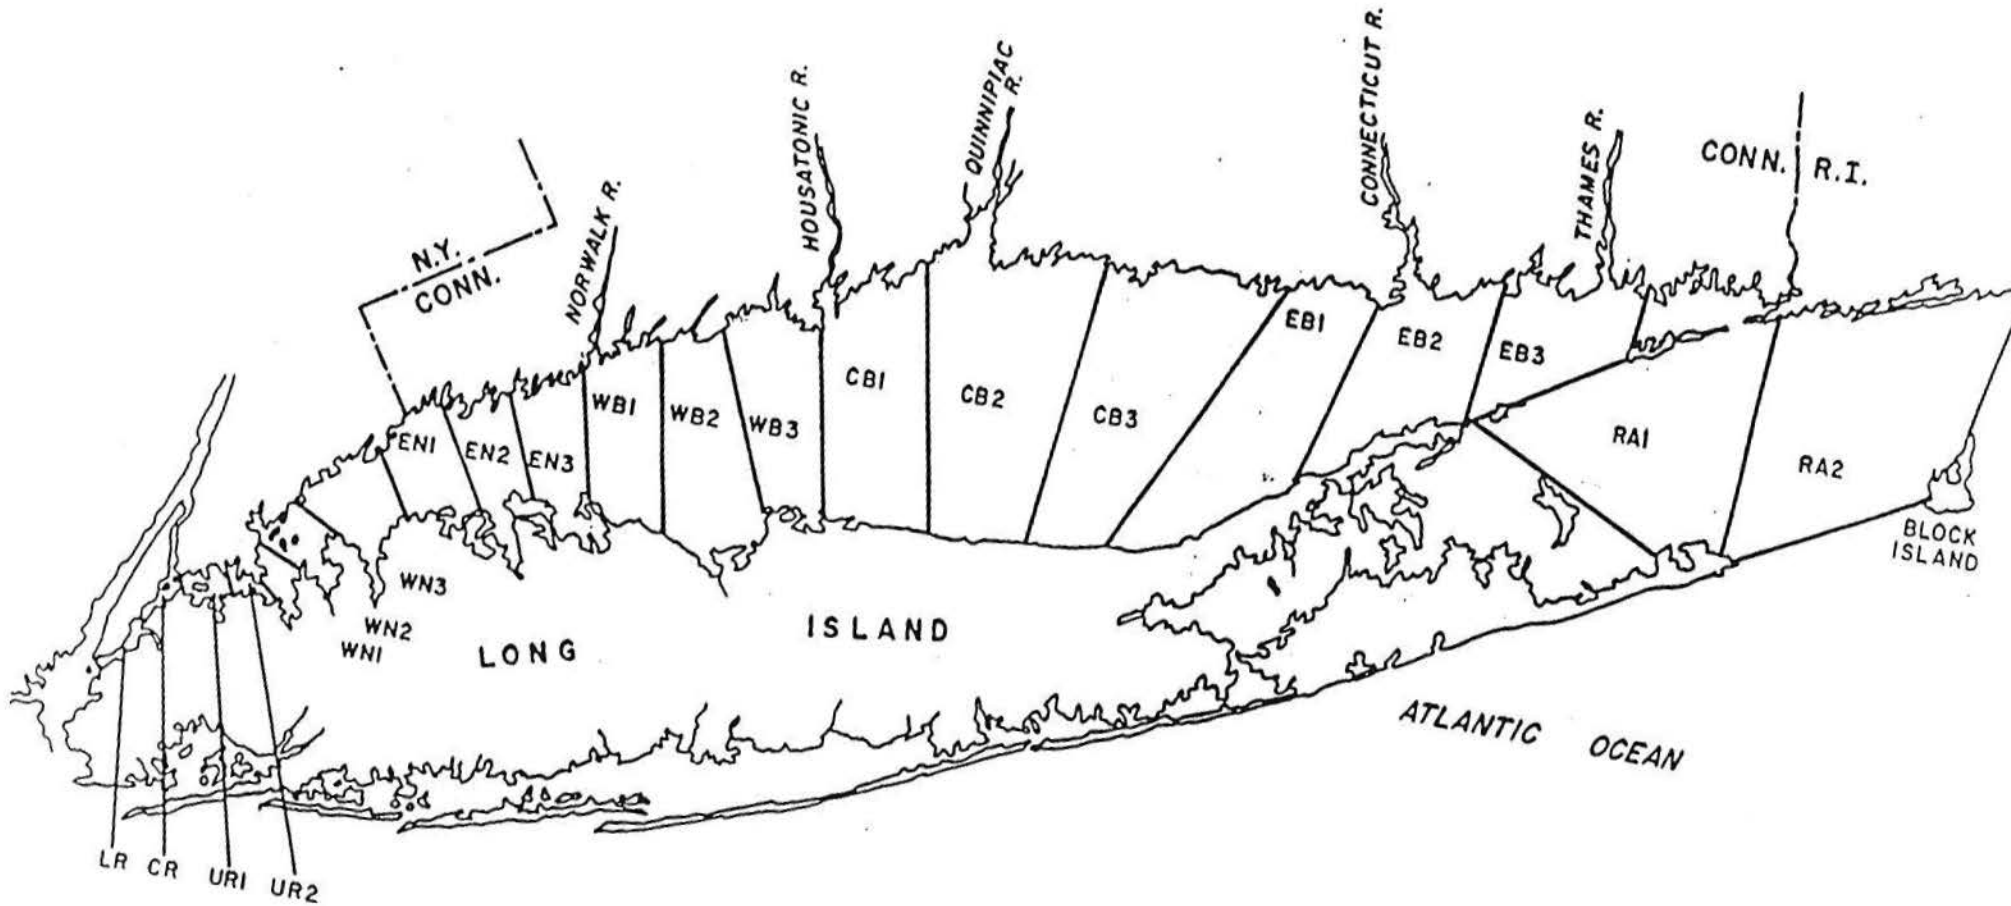 CONNECTICUT R.
QUINNIPIAC
R.
HOUSATONIC R.
THAMES R.
CONN.
R.I.
NORWALK R.
N.Y.
CONN.
EB1
EB2
EB3
CB1
CB2
CB3
WB1
WB2
WB3
EN1
EN2
EN3
RA1
RA2
BLOCK
ISLAND
WN3
WN2
WN1
LONG
ISLAND
ATLANTIC OCEAN
LR
CR
UR1
UR2